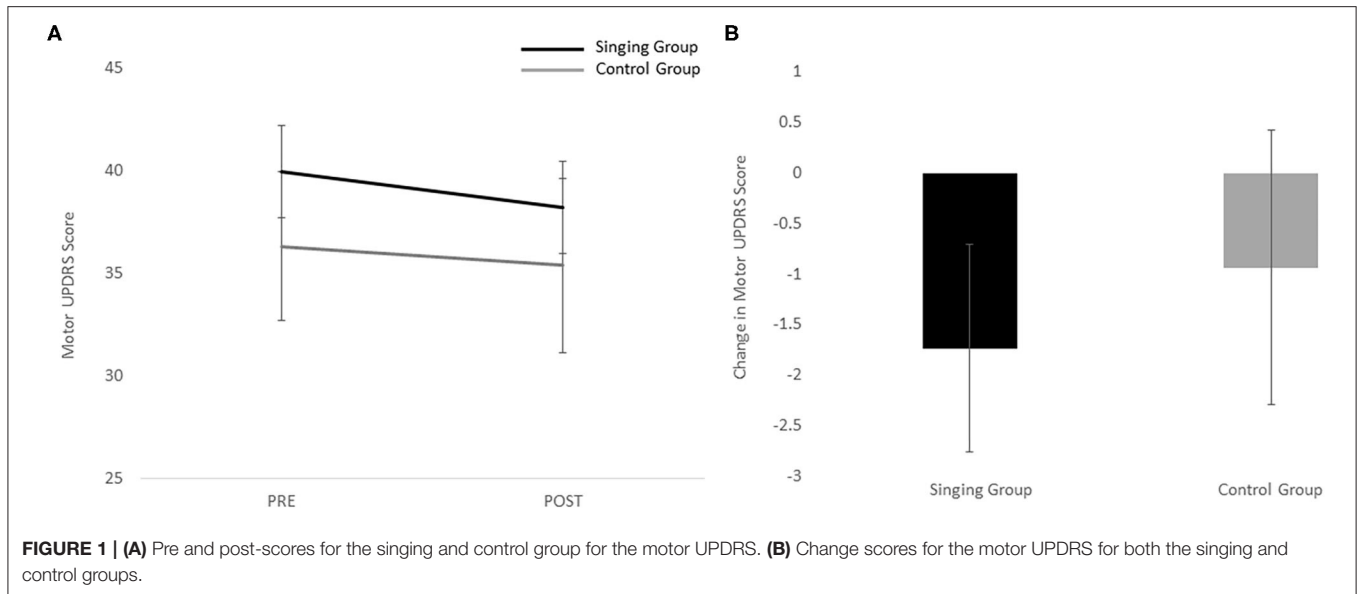 A
Singing Group
Control Group
45
40
35
30
25
Motor UPDRS Score
PRE
POST
B
1
0.5
0
-0.5
-1
-1.5
-2
-2.5
-3
Change in Motor UPDRS Score
Singing Group
Control Group
FIGURE 1 | (A) Pre and post-scores for the singing and control group for the motor UPDRS. (B) Change scores for the motor UPDRS for both the singing and
control groups.